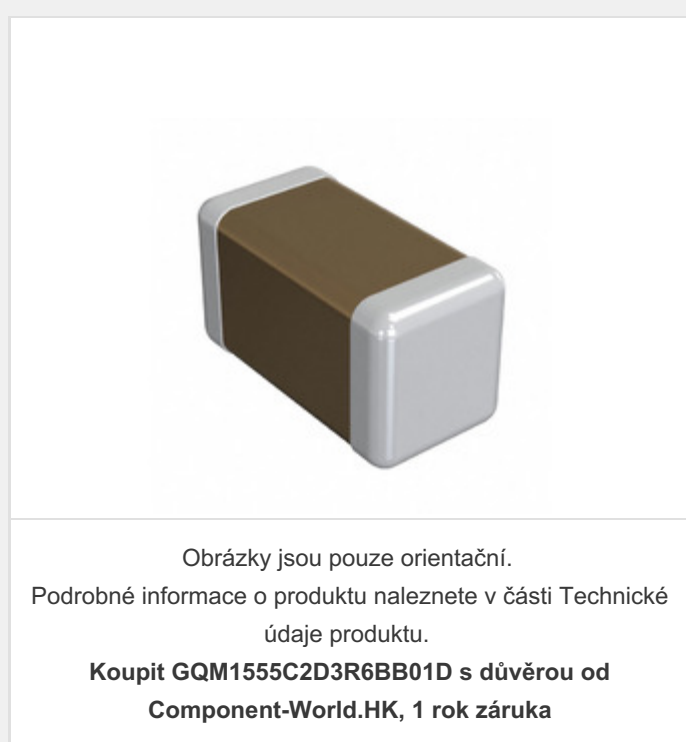 Obrázky jsou pouze orientační.
Podrobné informace o produktu naleznete v části Technické
údaje produktu.
Koupit GQM1555C2D3R6BB01D s důvěrou od
Component-World.HK, 1 rok záruka